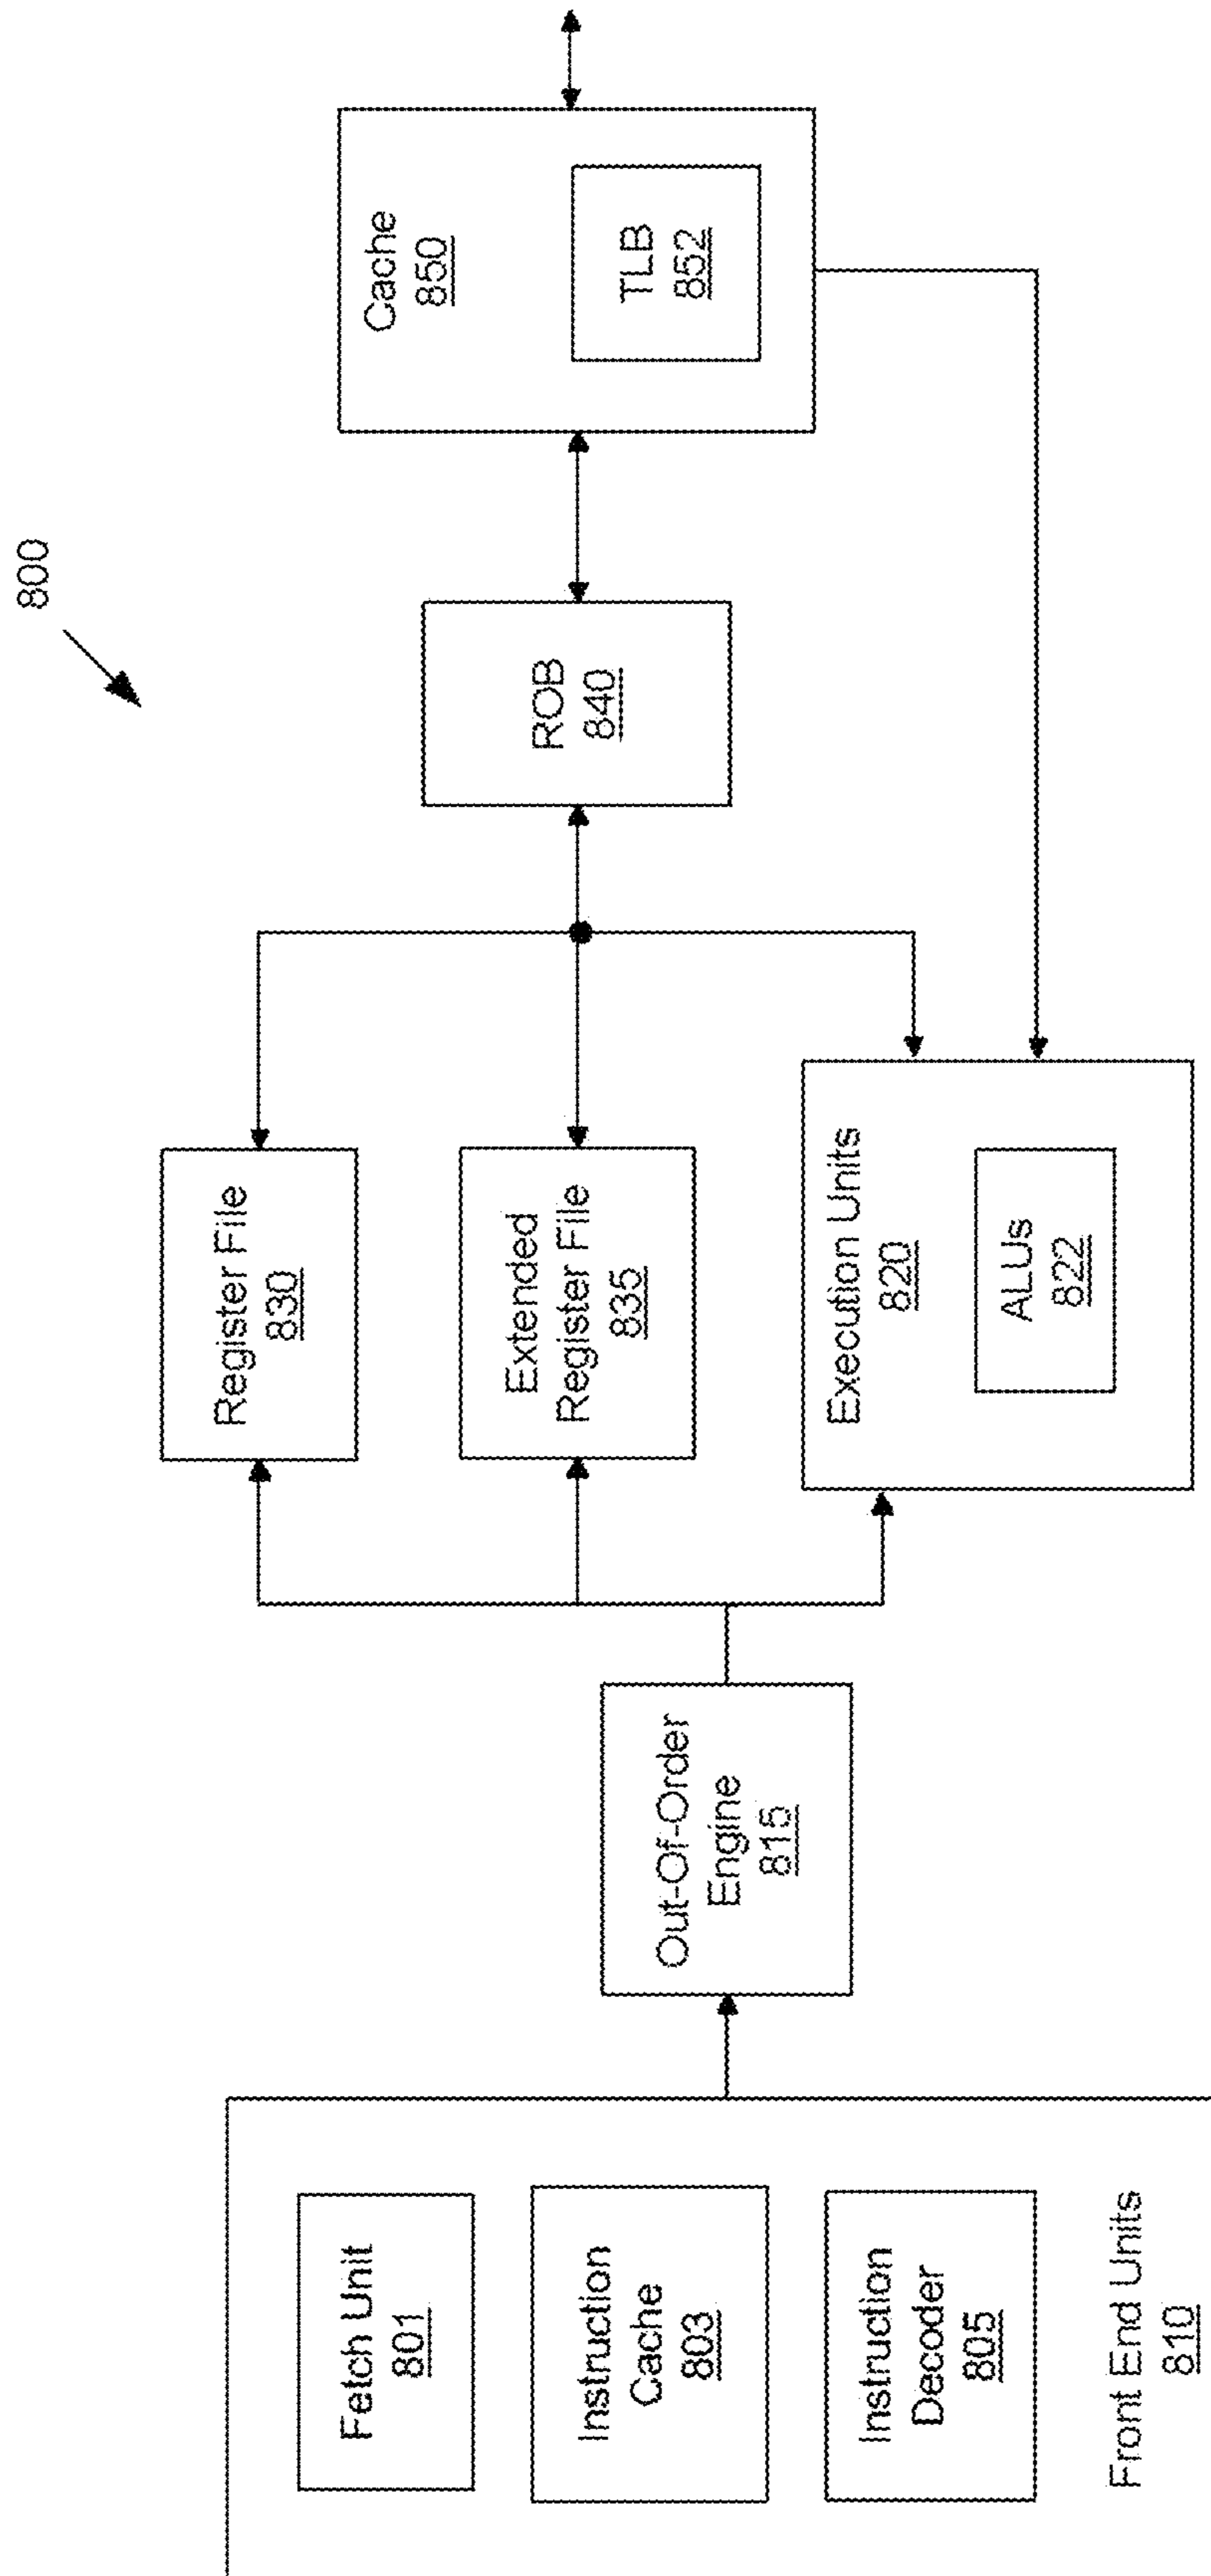 800
Fetch Unit
801
Instruction
Cache
803
Instruction
Decoder
805
Front End Units
810
Out-Of-Order
Engine
815
Register File
830
Extended
Register File
835
Execution Units
820
ALUs
822
ROB
840
Cache
850
TLB
852